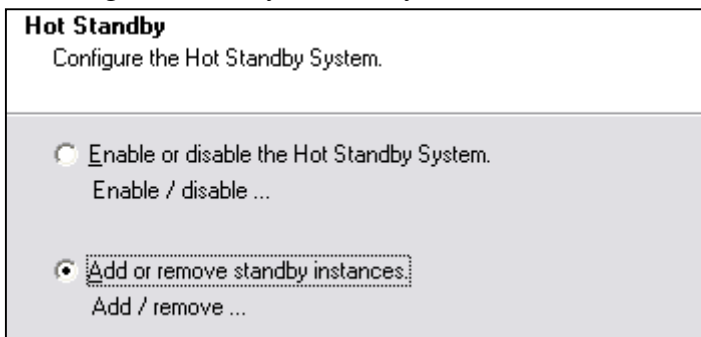 Hot Standby
Configure the Hot Standby System.
Enable or disable the Hot Standby System.
Enable / disable ...
Add or remove standby instances.
Add / remove ...